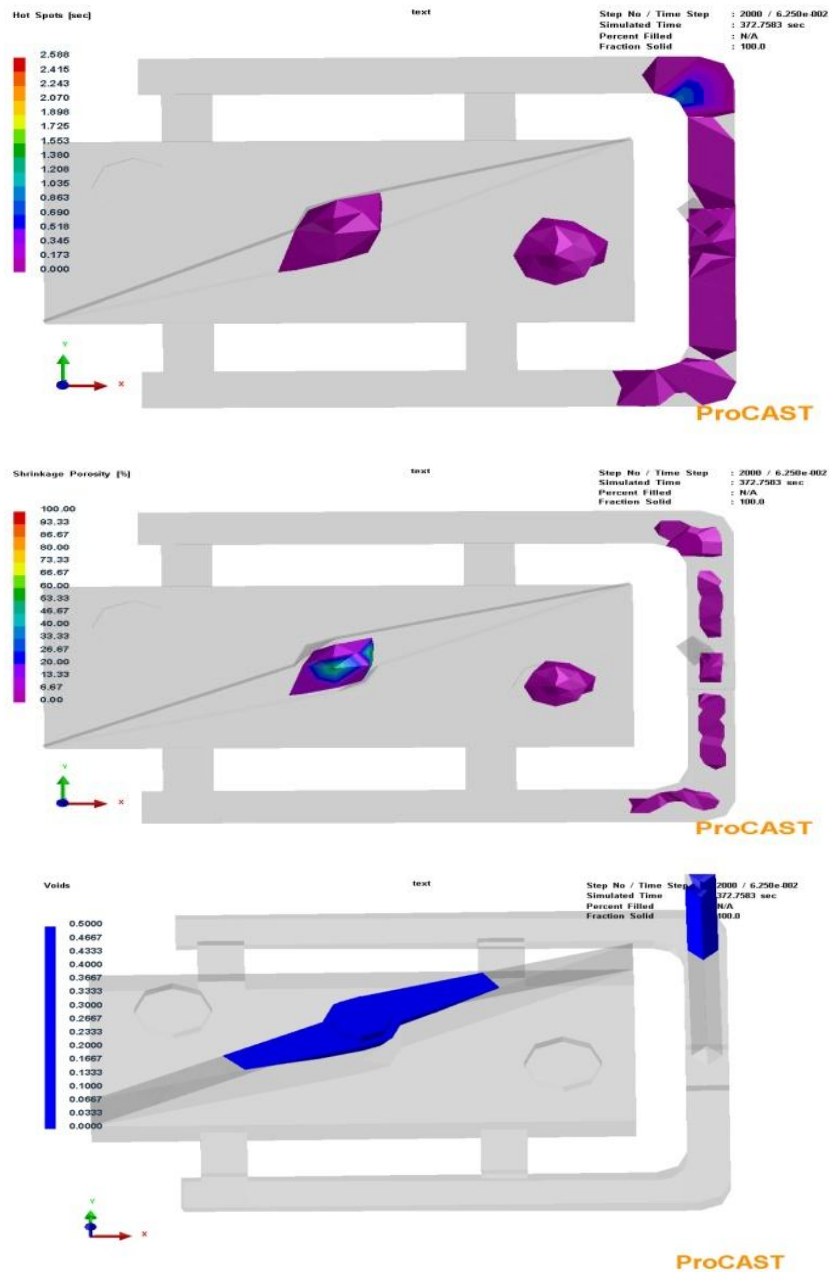 Hot Spots [sec]
text
Step No / Time Step : 2000 / 6.250e-002
Simulated Time : 372.7583 sec
Percent Filled : N/A
Fraction Solid : 100.0
2.588
2.415
2.243
2.070
1.898
1.725
1.553
1.380
1.208
1.035
0.863
0.690
0.518
0.345
0.173
0.000
Y
X
ProCAST
Shrinkage Porosity [%]
text
Step No / Time Step : 2000 / 6.250e-002
Simulated Time : 372.7583 sec
Percent Filled : N/A
Fraction Solid : 100.0
100.00
93.33
86.67
80.00
73.33
66.67
60.00
53.33
46.67
40.00
33.33
26.67
20.00
13.33
6.67
0.00
Y
X
ProCAST
Voids
text
Step No / Time Step 2000 / 6.250e-002
Simulated Time 372.7583 sec
Percent Filled N/A
Fraction Solid 100.0
0.5000
0.4667
0.4333
0.4000
0.3667
0.3333
0.3000
0.2667
0.2333
0.2000
0.1667
0.1333
0.1000
0.0667
0.0333
0.0000
Y
X
ProCAST